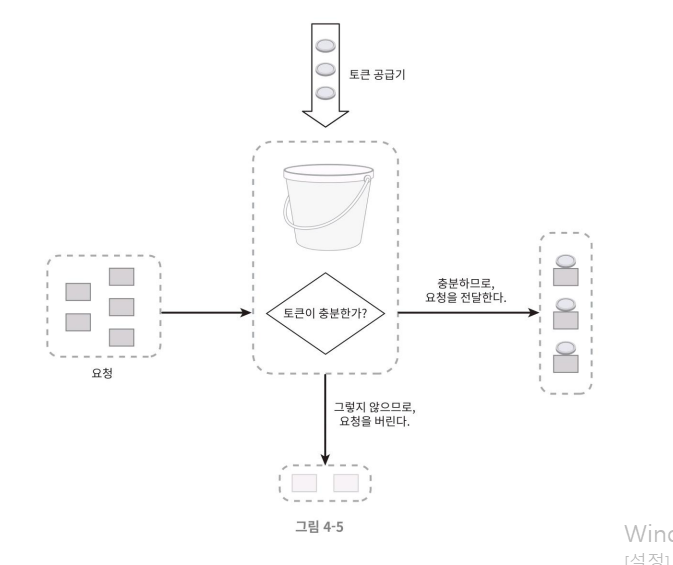 토큰 공급기
토큰이 충분한가?
충분하므로,
요청을 전달한다.
요청
그렇지 않으므로,
요청을 버린다.
그림 4-5
Wind
[설정]